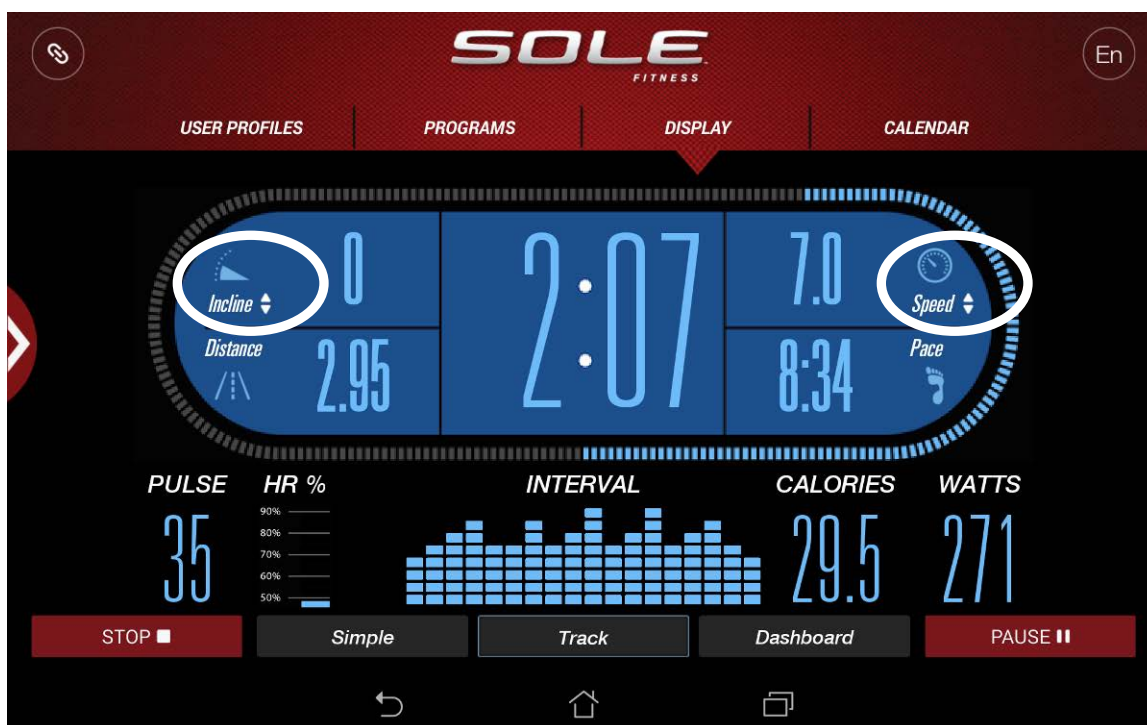 SOLE
FITNESS
En
USER PROFILES
PROGRAMS
DISPLAY
CALENDAR
Incline
0
Distance
2.95
2:07
7.0
Speed
8:34
Pace
PULSE
35
HR %
90%
80%
70%
60%
50%
INTERVAL
CALORIES
29.5
WATTS
271
STOP
Simple
Track
Dashboard
PAUSE